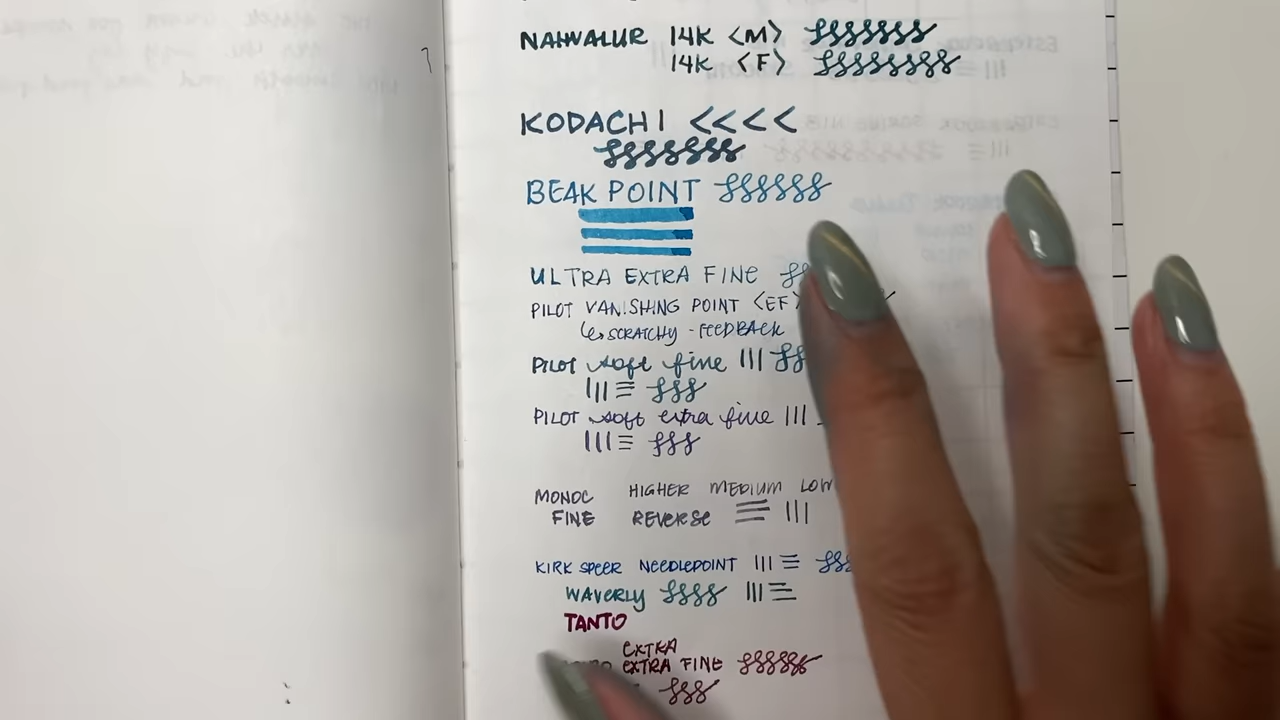 NAHVALUR 14K <M>
14K <F>
KODACHI
BEAK POINT
ULTRA EXTRA FINE
PILOT VANISHING POINT <EF>
↳ SCRATCHY - FEEDBACK
PILOT soft fine
PILOT soft extra fine
MONOC HIGHER MEDIUM LOW
FINE REVERSE
KIRK SPEER NEEDLEPOINT
WAVERLY
TANTO
EXTRA
EXTRA FINE